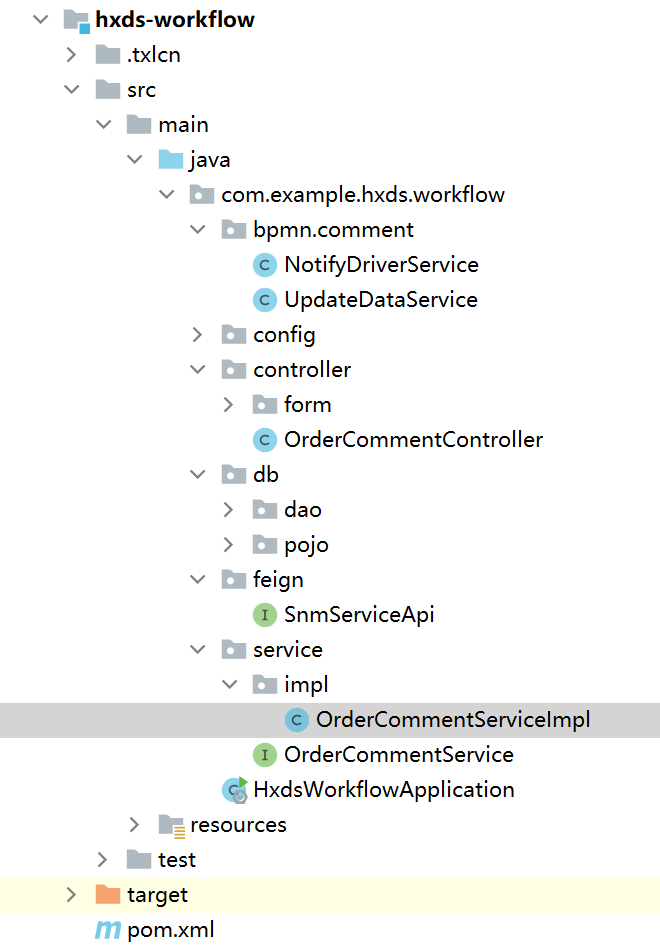 hxds-workflow
.txlcn
src
main
java
com.example.hxds.workflow
bpmn.comment
C NotifyDriverService
C UpdateDataService
config
controller
form
C OrderCommentController
db
dao
pojo
feign
I SnmServiceApi
service
impl
C OrderCommentServiceImpl
I OrderCommentService
C HxdsWorkflowApplication
resources
test
target
m pom.xml